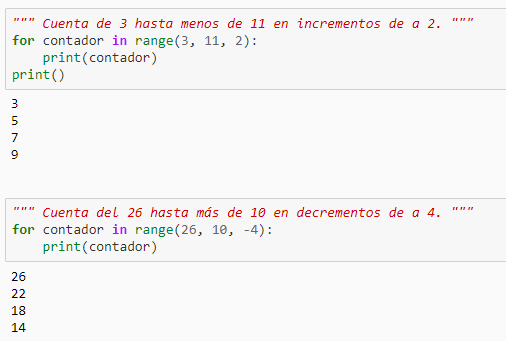 """ Cuenta de 3 hasta menos de 11 en incrementos de a 2. """
for contador in range(3, 11, 2):
    print(contador)
print()
3
5
7
9
""" Cuenta del 26 hasta más de 10 en decrementos de a 4. """
for contador in range(26, 10, -4):
    print(contador)
26
22
18
14